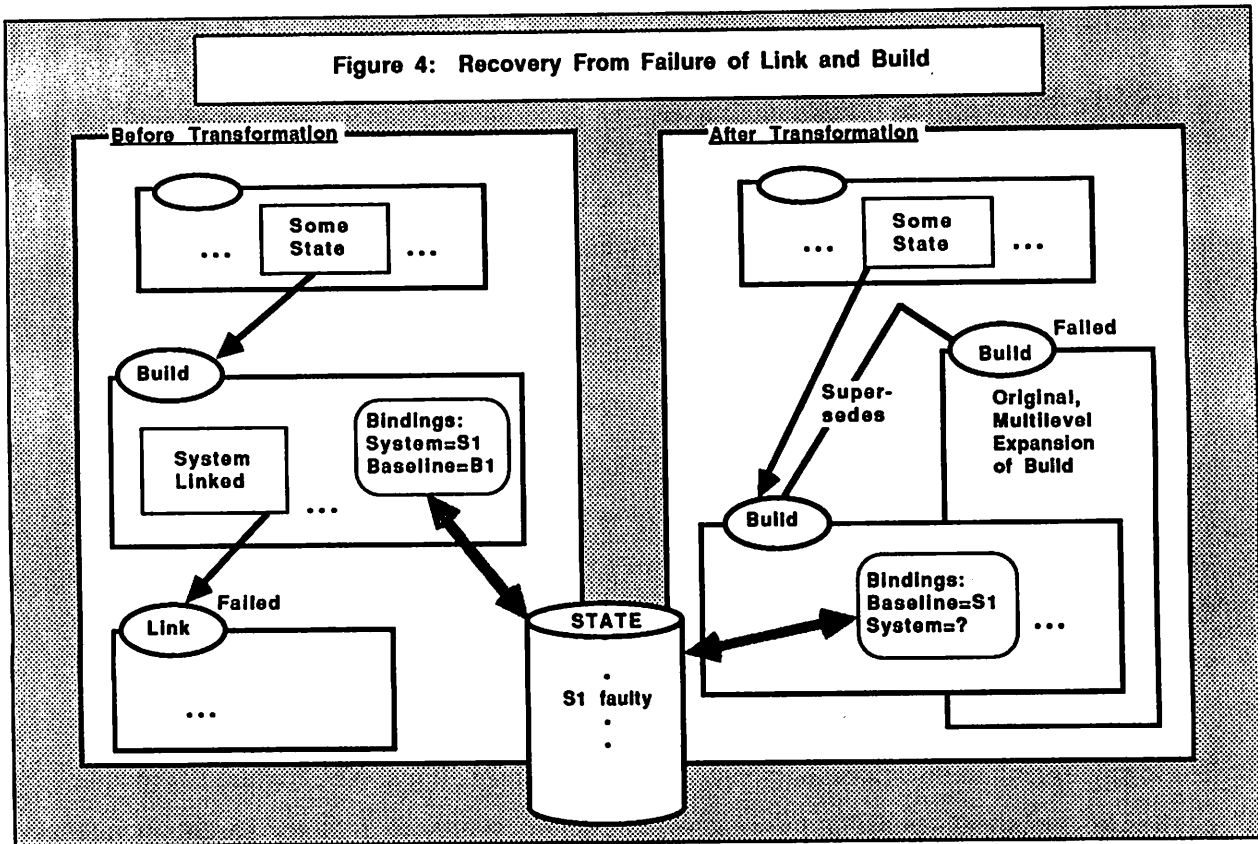 Figure 4: Recovery From Failure of Link and Build
Before Transformation
Some
State
...
...
Build
Bindings:
System=S1
Baseline=B1
System
Linked
...
Failed
Link
...
STATE
.
S1 faulty
.
.
After Transformation
Some
State
...
...
Failed
Build
Original,
Multilevel
Expansion
of Build
Super-
sedes
Build
Bindings:
Baseline=S1
System=?
...